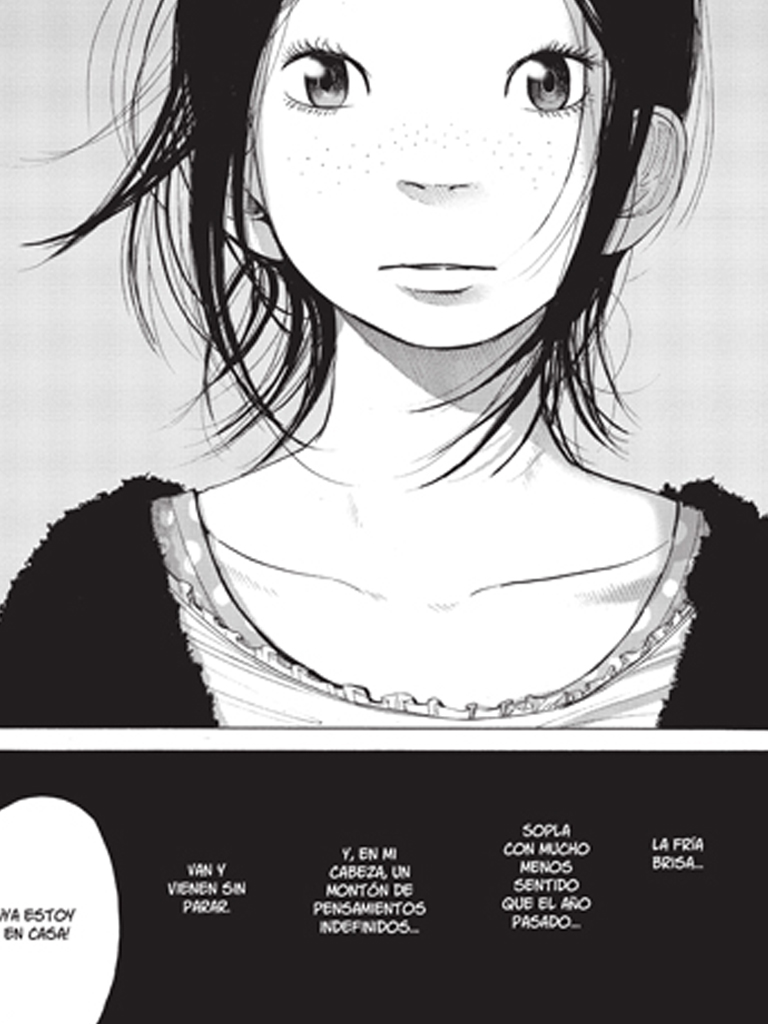 LA FRÍA
BRISA...
SOPLA
CON MUCHO
MENOS
SENTIDO
QUE EL AÑO
PASADO...
Y, EN MI
CABEZA, UN
MONTÓN DE
PENSAMIENTOS
INDEFINIDOS...
VAN Y
VIENEN SIN
PARAR.
¡YA ESTOY
EN CASA!